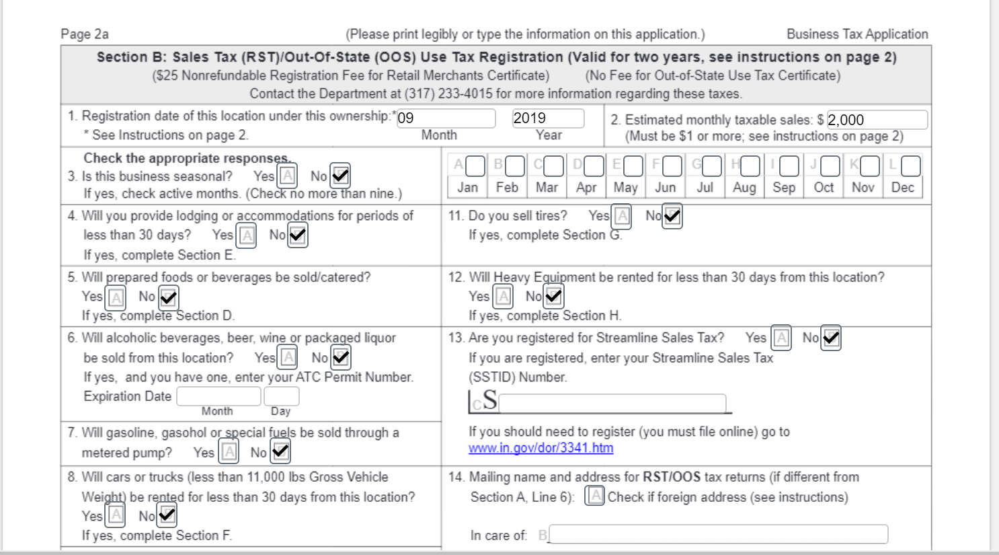 Page 2a (Please print legibly or type the information on this application.) Business Tax Application
Section B: Sales Tax (RST)/Out-Of-State (OOS) Use Tax Registration (Valid for two years, see instructions on page 2)
($25 Nonrefundable Registration Fee for Retail Merchants Certificate) (No Fee for Out-of-State Use Tax Certificate)
Contact the Department at (317) 233-4015 for more information regarding these taxes.
1. Registration date of this location under this ownership:* 09 2019
* See Instructions on page 2. Month Year
2. Estimated monthly taxable sales: $ 2,000
(Must be $1 or more; see instructions on page 2)
Check the appropriate responses.
3. Is this business seasonal? Yes A No
If yes, check active months. (Check no more than nine.)
A B C D E F G H I J K L
Jan Feb Mar Apr May Jun Jul Aug Sep Oct Nov Dec
4. Will you provide lodging or accommodations for periods of
less than 30 days? Yes A No
If yes, complete Section E.
5. Will prepared foods or beverages be sold/catered?
Yes A No
If yes, complete Section D.
6. Will alcoholic beverages, beer, wine or packaged liquor
be sold from this location? Yes A No
If yes, and you have one, enter your ATC Permit Number.
Expiration Date
Month Day
7. Will gasoline, gasohol or special fuels be sold through a
metered pump? Yes A No
8. Will cars or trucks (less than 11,000 lbs Gross Vehicle
Weight) be rented for less than 30 days from this location?
Yes A No
If yes, complete Section F.
11. Do you sell tires? Yes A No
If yes, complete Section G.
12. Will Heavy Equipment be rented for less than 30 days from this location?
Yes A No
If yes, complete Section H.
13. Are you registered for Streamline Sales Tax? Yes A No
If you are registered, enter your Streamline Sales Tax
(SSTID) Number.
C S
If you should need to register (you must file online) go to
www.in.gov/dor/3341.htm
14. Mailing name and address for RST/OOS tax returns (if different from
Section A, Line 6): A Check if foreign address (see instructions)
In care of: B